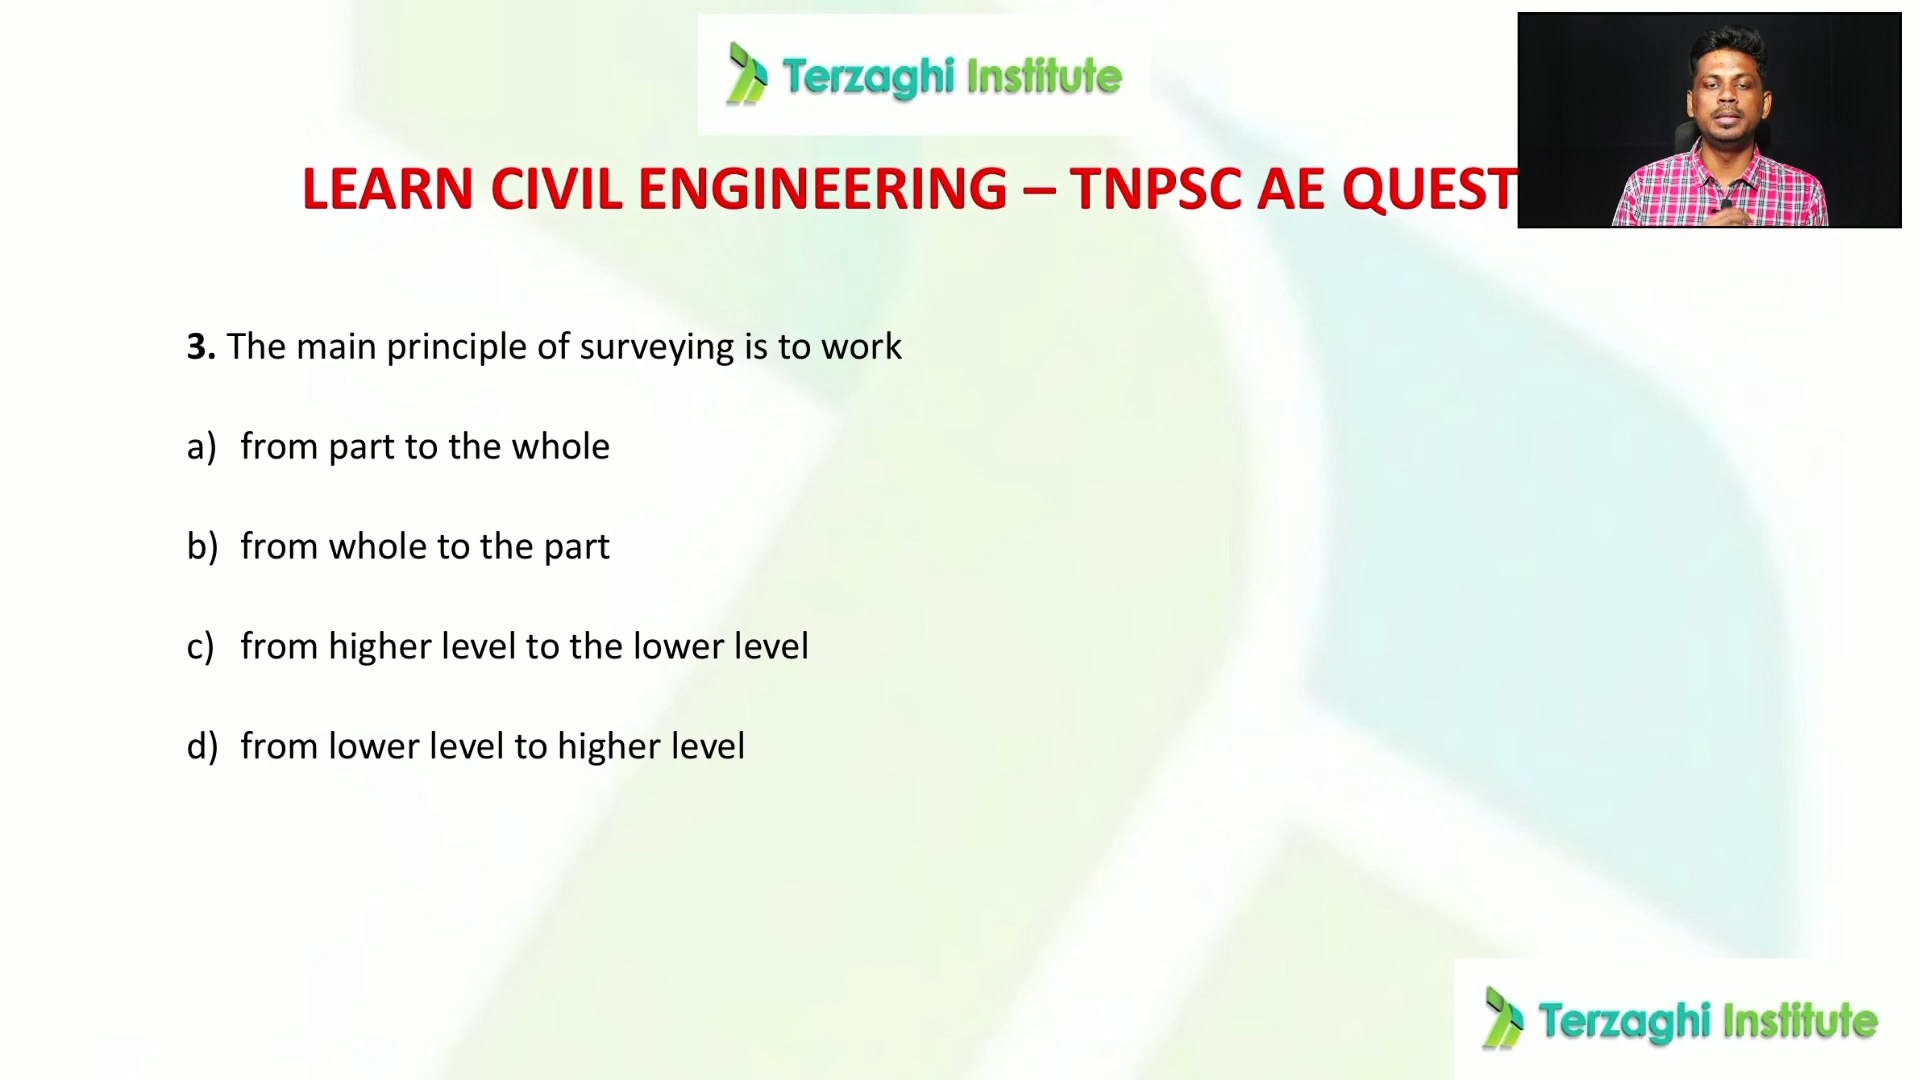 Terzaghi Institute
LEARN CIVIL ENGINEERING – TNPSC AE QUEST
3. The main principle of surveying is to work
a) from part to the whole
b) from whole to the part
c) from higher level to the lower level
d) from lower level to higher level
Terzaghi Institute